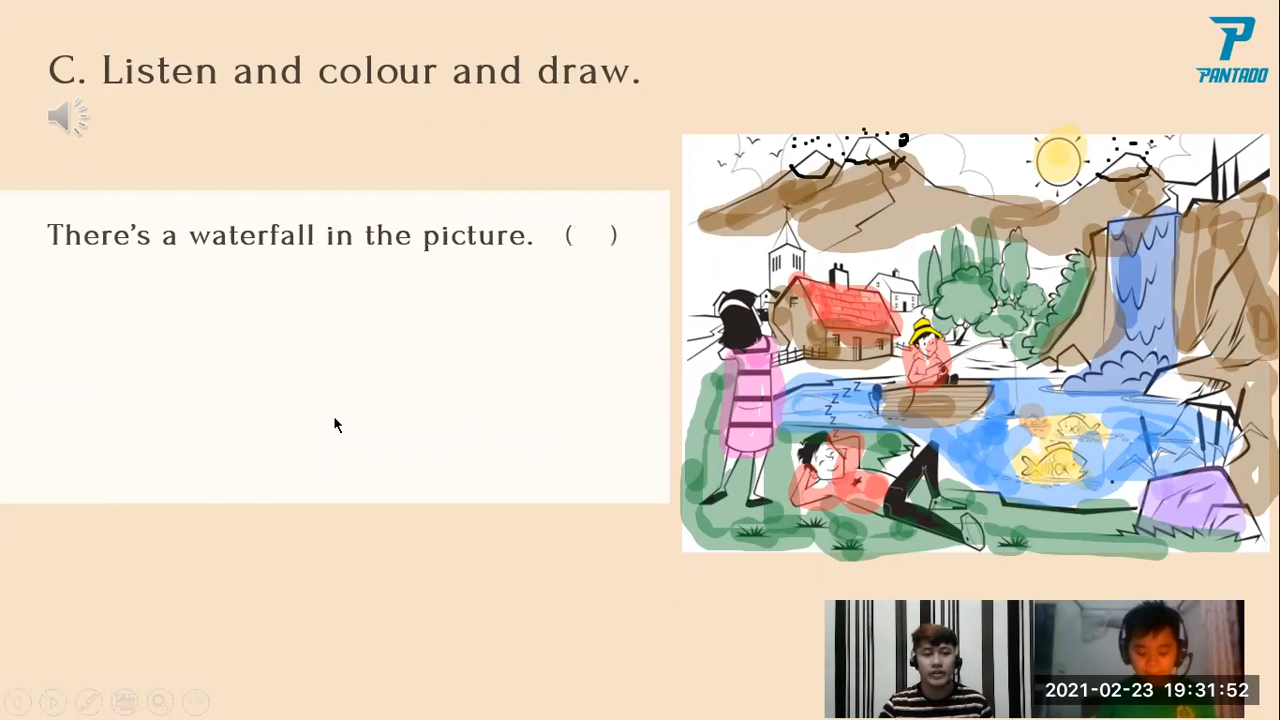 C. Listen and colour and draw.
PANTADO
There's a waterfall in the picture. ( )
Z Z Z Z Z Z
2021-02-23 19:31:52